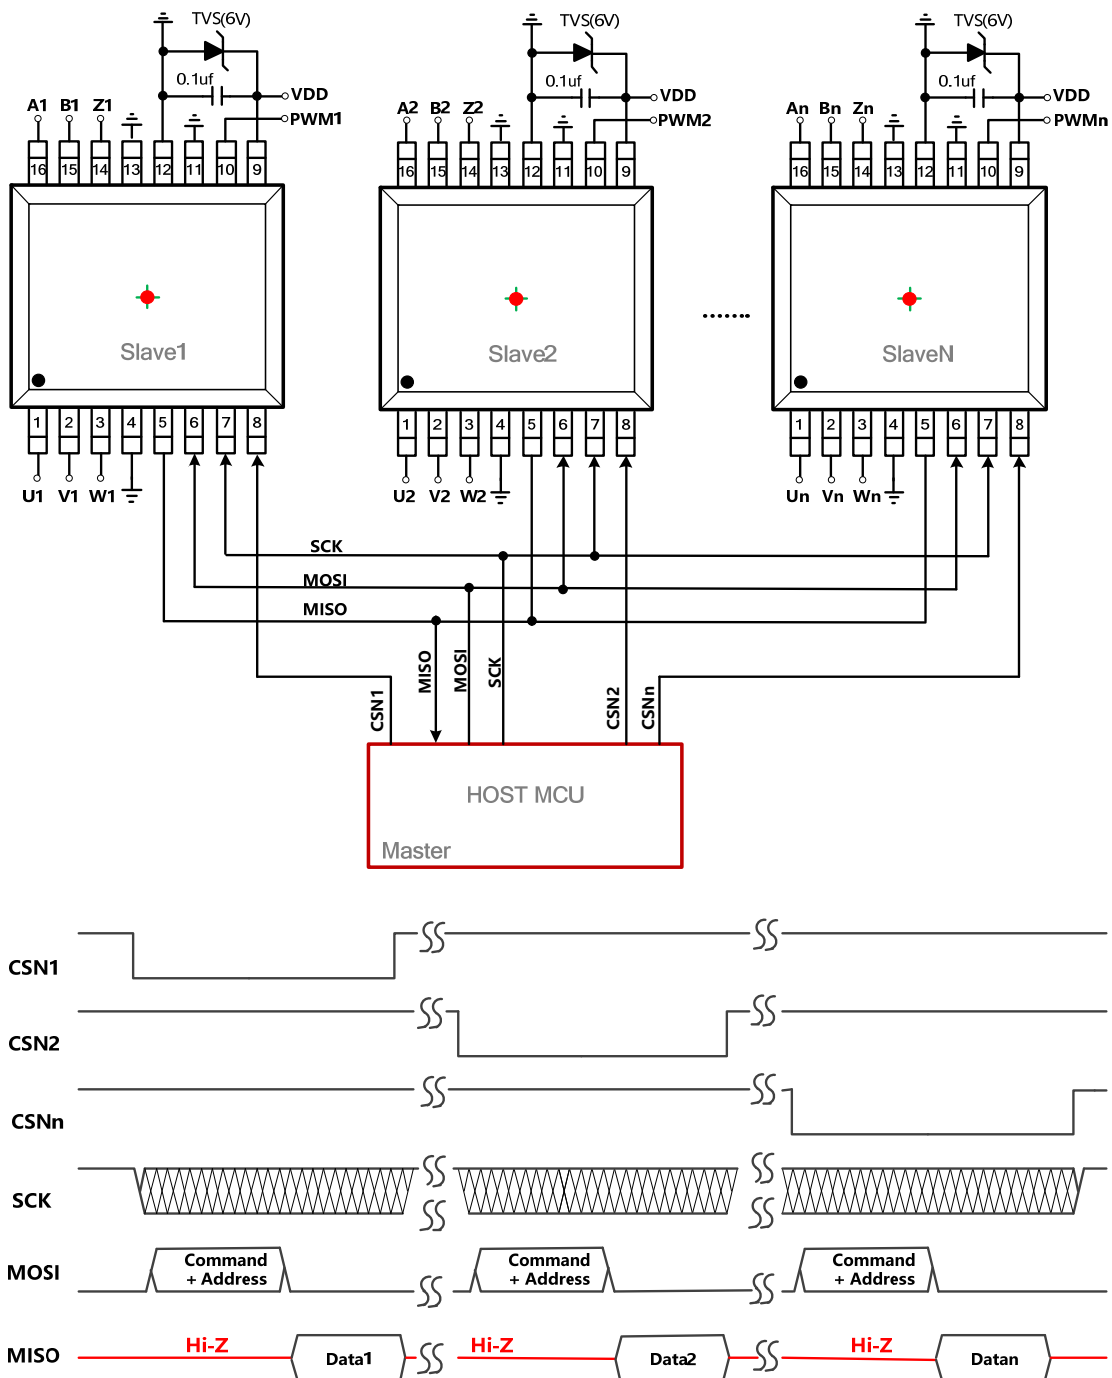 TVS(6V) TVS(6V) TVS(6V)
0.1uf 0.1uf 0.1uf
VDD VDD VDD
A1 B1 Z1 PWM1 A2 B2 Z2 PWM2 An Bn Zn PWMn
16 15 14 13 12 11 10 9 16 15 14 13 12 11 10 9 16 15 14 13 12 11 10 9
Slave1 Slave2 ....... SlaveN
1 2 3 4 5 6 7 8 1 2 3 4 5 6 7 8 1 2 3 4 5 6 7 8
U1 V1 W1 U2 V2 W2 Un Vn Wn
SCK
MOSI
MISO
CSN1 MISO MOSI SCK CSN2 CSNn
HOST MCU
Master
CSN1
CSN2
CSNn
SCK
MOSI Command Command Command
+ Address + Address + Address
MISO Hi-Z Data1 Hi-Z Data2 Hi-Z Datan